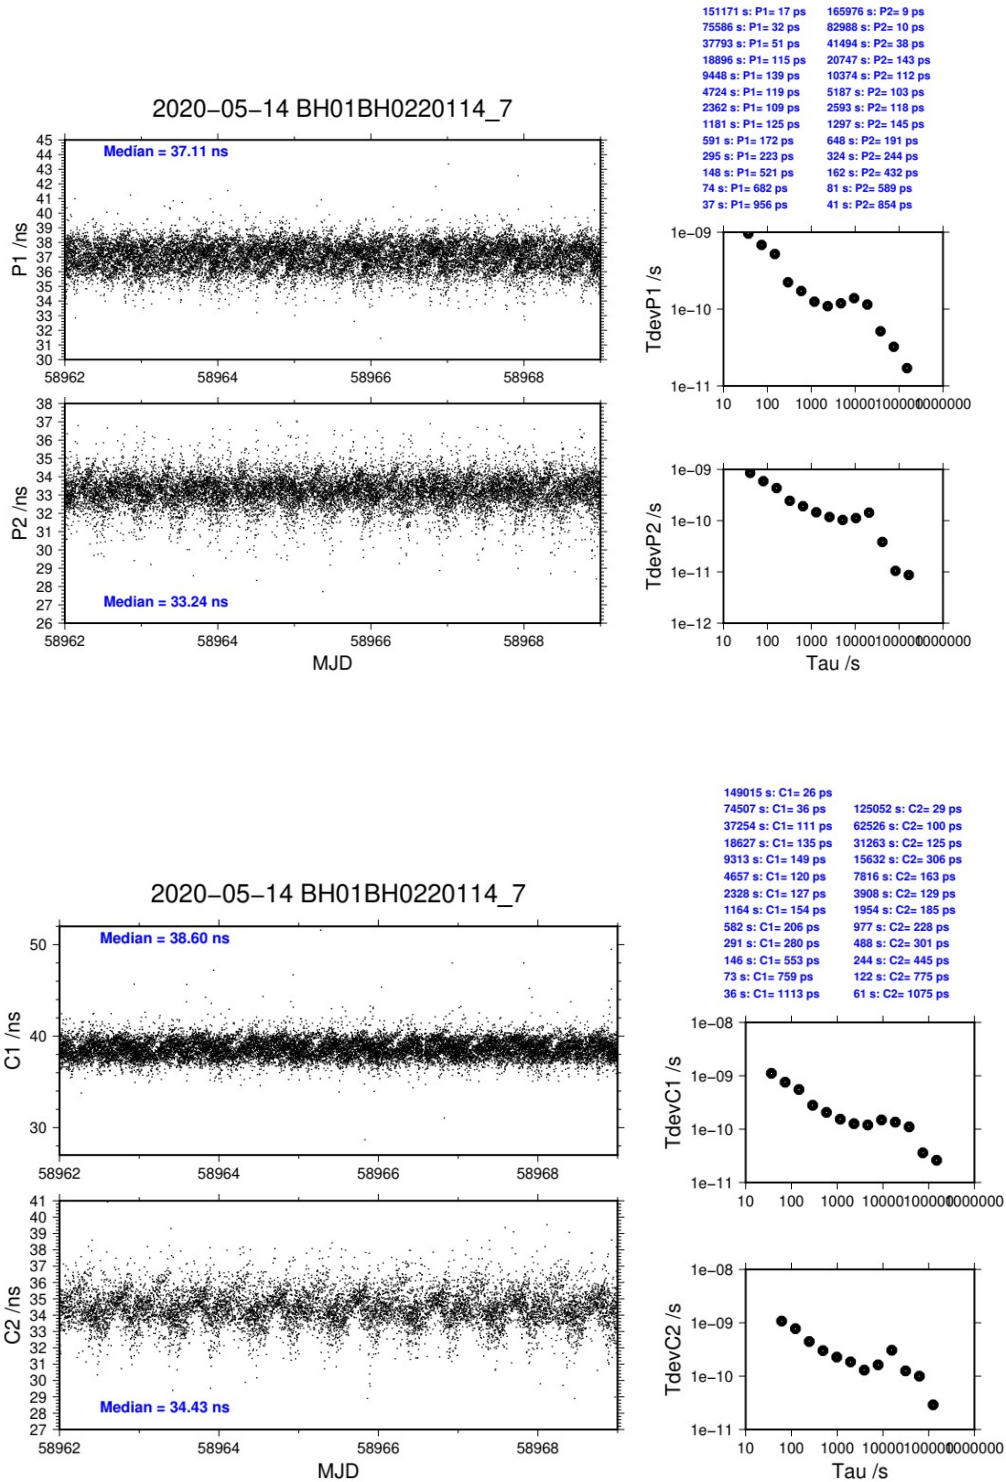 151171 s: P1= 17 ps 165976 s: P2= 9 ps
75586 s: P1= 32 ps 82988 s: P2= 10 ps
37793 s: P1= 51 ps 41494 s: P2= 38 ps
18896 s: P1= 115 ps 20747 s: P2= 143 ps
9448 s: P1= 139 ps 10374 s: P2= 112 ps
4724 s: P1= 119 ps 5187 s: P2= 103 ps
2362 s: P1= 109 ps 2593 s: P2= 118 ps
1181 s: P1= 125 ps 1297 s: P2= 145 ps
591 s: P1= 172 ps 648 s: P2= 191 ps
295 s: P1= 223 ps 324 s: P2= 244 ps
148 s: P1= 521 ps 162 s: P2= 432 ps
74 s: P1= 682 ps 81 s: P2= 589 ps
37 s: P1= 956 ps 41 s: P2= 854 ps
2020−05−14 BH01BH0220114_7
Median = 37.11 ns
P1 /ns
45
44
43
42
41
40
39
38
37
36
35
34
33
32
31
30
58962 58964 58966 58968
TdevP1 /s
1e−09
1e−10
1e−11
10 100 1000 10000 100000 1000000
P2 /ns
38
37
36
35
34
33
32
31
30
29
28
27
26
Median = 33.24 ns
58962 58964 58966 58968
MJD
TdevP2 /s
1e−09
1e−10
1e−11
1e−12
10 100 1000 10000 100000 1000000
Tau /s
149015 s: C1= 26 ps
74507 s: C1= 36 ps 125052 s: C2= 29 ps
37254 s: C1= 111 ps 62526 s: C2= 100 ps
18627 s: C1= 135 ps 31263 s: C2= 125 ps
9313 s: C1= 149 ps 15632 s: C2= 306 ps
4657 s: C1= 120 ps 7816 s: C2= 163 ps
2328 s: C1= 127 ps 3908 s: C2= 129 ps
1164 s: C1= 154 ps 1954 s: C2= 185 ps
582 s: C1= 206 ps 977 s: C2= 228 ps
291 s: C1= 280 ps 488 s: C2= 301 ps
146 s: C1= 553 ps 244 s: C2= 445 ps
73 s: C1= 759 ps 122 s: C2= 775 ps
36 s: C1= 1113 ps 61 s: C2= 1075 ps
2020−05−14 BH01BH0220114_7
Median = 38.60 ns
C1 /ns
50
40
30
58962 58964 58966 58968
TdevC1 /s
1e−08
1e−09
1e−10
1e−11
10 100 1000 10000 100000 1000000
C2 /ns
41
40
39
38
37
36
35
34
33
32
31
30
29
28
27
Median = 34.43 ns
58962 58964 58966 58968
MJD
TdevC2 /s
1e−08
1e−09
1e−10
1e−11
10 100 1000 10000 100000 1000000
Tau /s